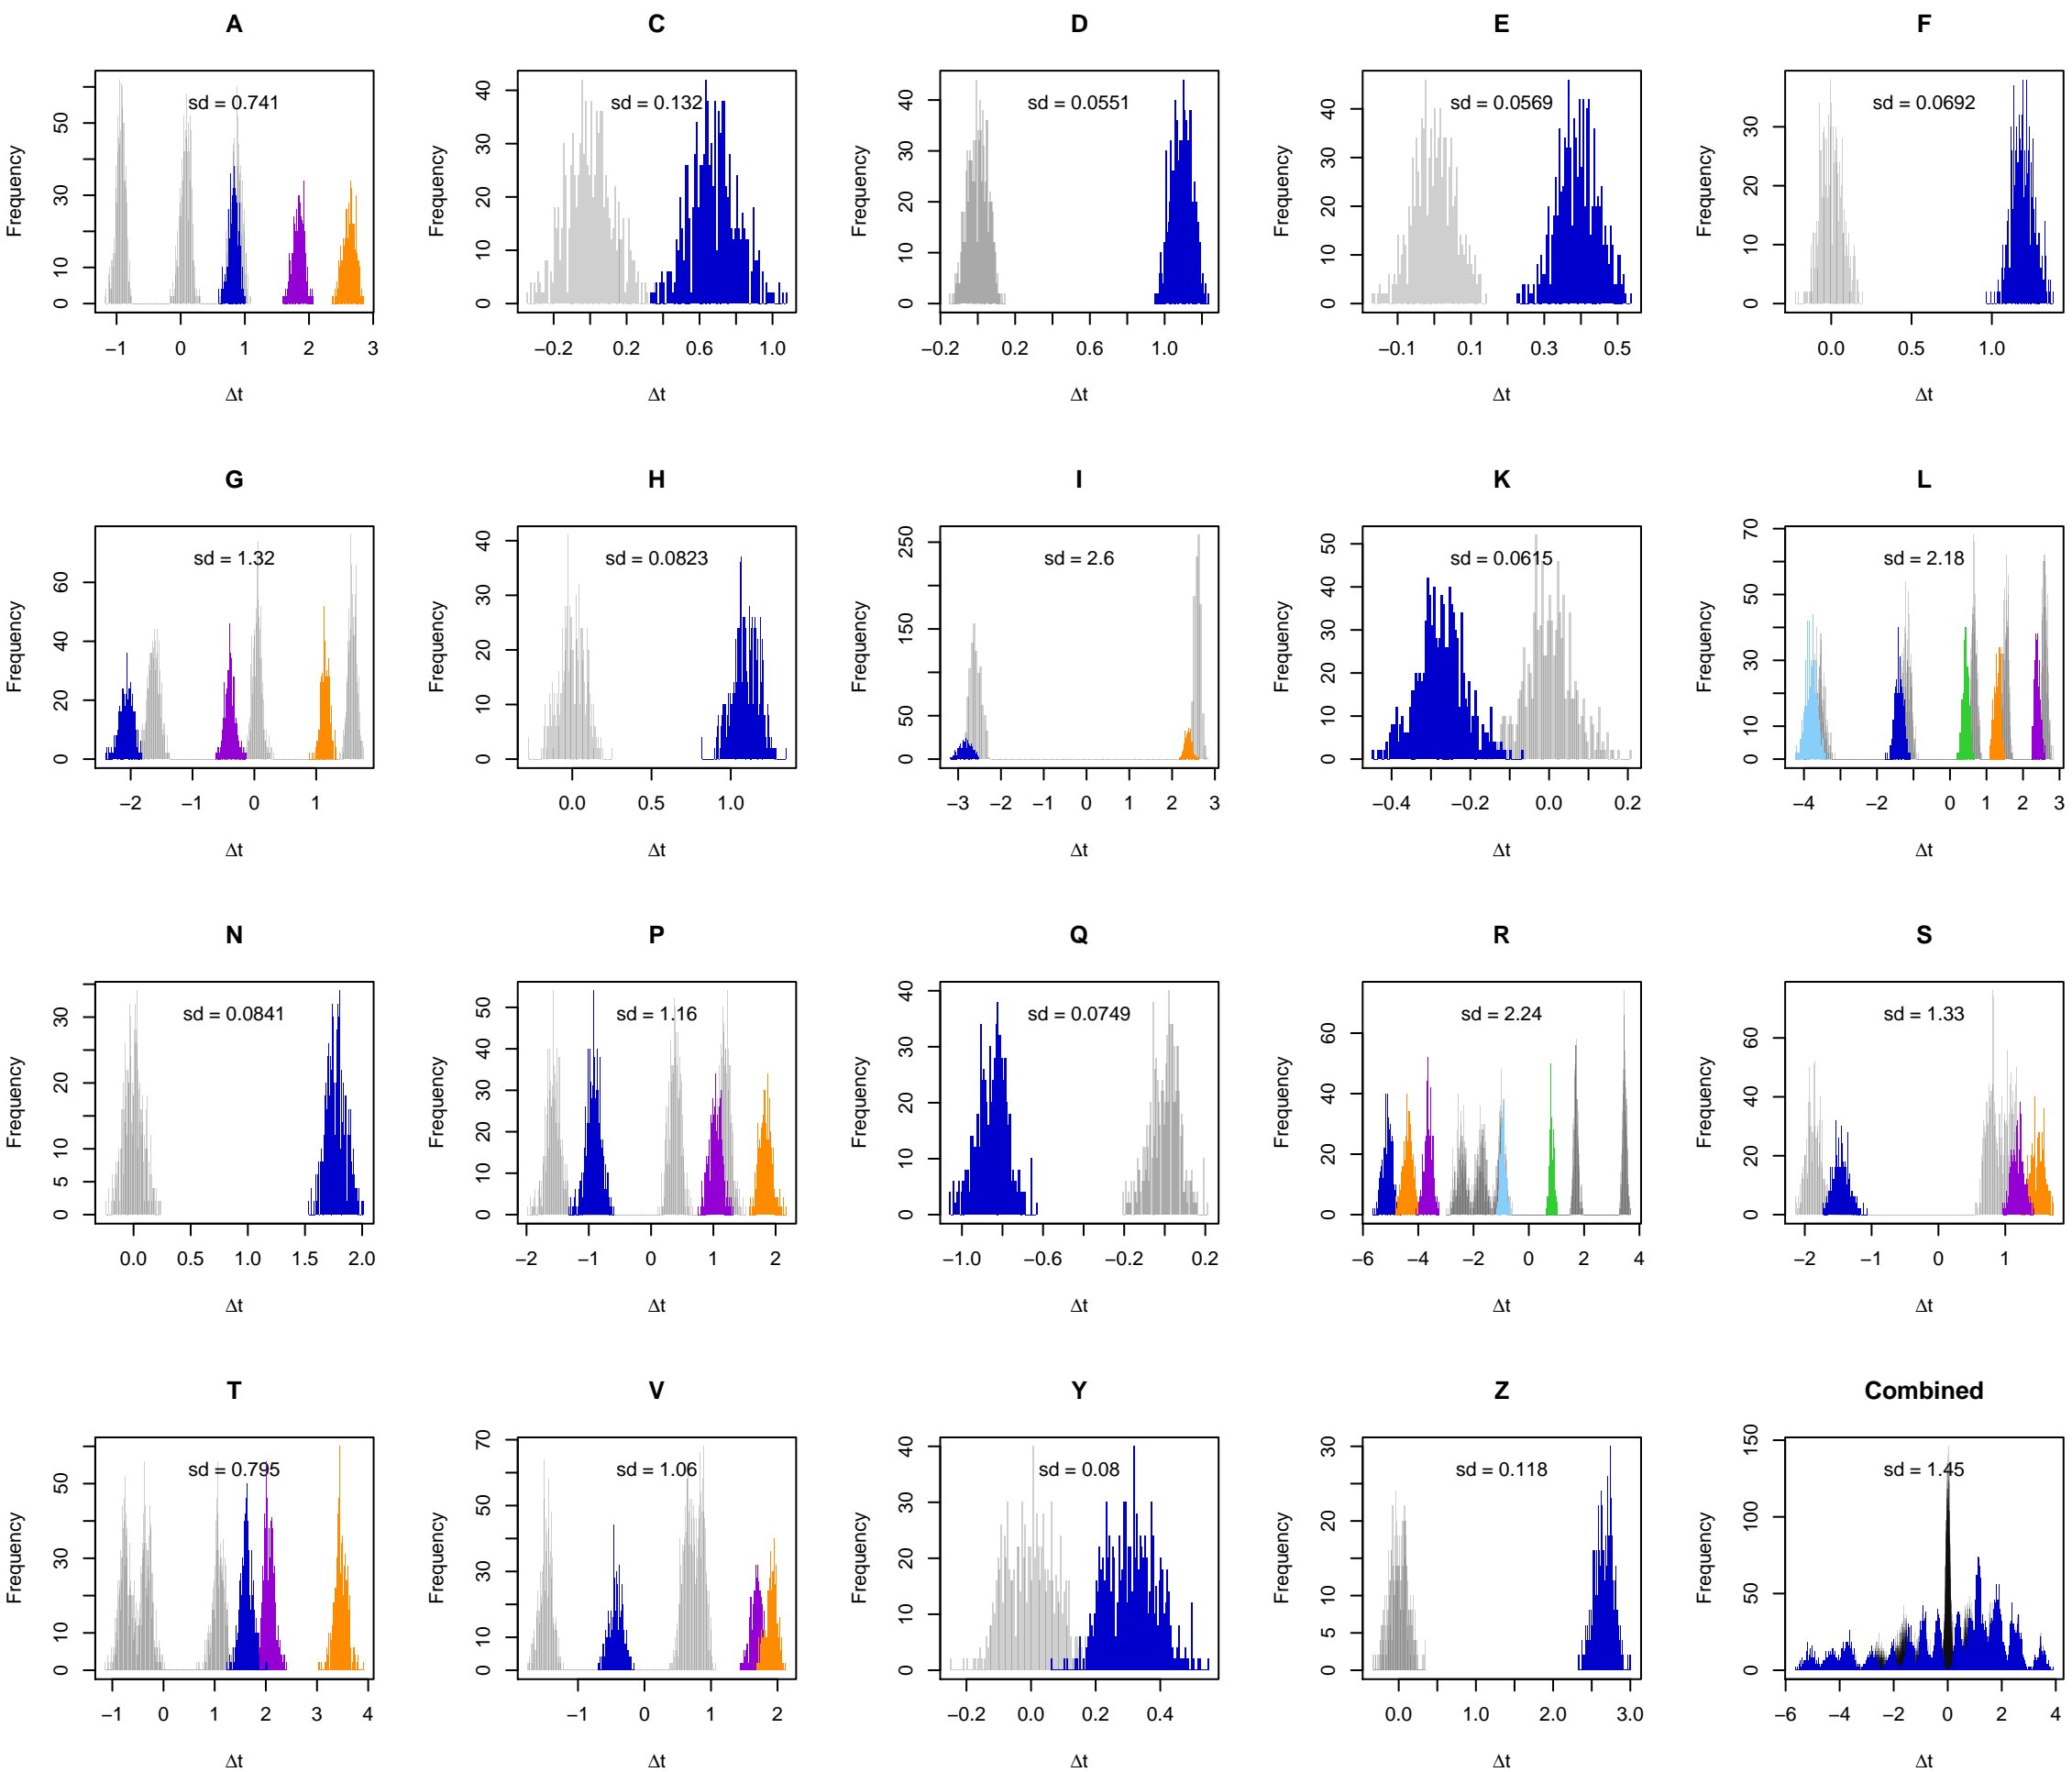 A
sd = 0.741
Frequency
0 10 30 50
−1 0 1 2 3
Δt
C
sd = 0.132
Frequency
0 10 20 30 40
−0.2 0.2 0.6 1.0
Δt
D
sd = 0.0551
Frequency
0 10 20 30 40
−0.2 0.2 0.6 1.0
Δt
E
sd = 0.0569
Frequency
0 10 20 30 40
−0.1 0.1 0.3 0.5
Δt
F
sd = 0.0692
Frequency
0 10 20 30
0.0 0.5 1.0
Δt
G
sd = 1.32
Frequency
0 20 40 60
−2 −1 0 1
Δt
H
sd = 0.0823
Frequency
0 10 20 30 40
0.0 0.5 1.0
Δt
I
sd = 2.6
Frequency
0 50 150 250
−3 −2 −1 0 1 2 3
Δt
K
sd = 0.0615
Frequency
0 10 20 30 40 50
−0.4 −0.2 0.0 0.2
Δt
L
sd = 2.18
Frequency
0 10 30 50 70
−4 −2 0 1 2 3
Δt
N
sd = 0.0841
Frequency
0 5 10 20 30
0.0 0.5 1.0 1.5 2.0
Δt
P
sd = 1.16
Frequency
0 10 20 30 40 50
−2 −1 0 1 2
Δt
Q
sd = 0.0749
Frequency
0 10 20 30 40
−1.0 −0.6 −0.2 0.2
Δt
R
sd = 2.24
Frequency
0 20 40 60
−6 −4 −2 0 2 4
Δt
S
sd = 1.33
Frequency
0 20 40 60
−2 −1 0 1
Δt
T
sd = 0.795
Frequency
0 10 30 50
−1 0 1 2 3 4
Δt
V
sd = 1.06
Frequency
0 10 30 50 70
−1 0 1 2
Δt
Y
sd = 0.08
Frequency
0 10 20 30 40
−0.2 0.0 0.2 0.4
Δt
Z
sd = 0.118
Frequency
0 5 10 20 30
0.0 1.0 2.0 3.0
Δt
Combined
sd = 1.45
Frequency
0 50 100 150
−6 −4 −2 0 2 4
Δt